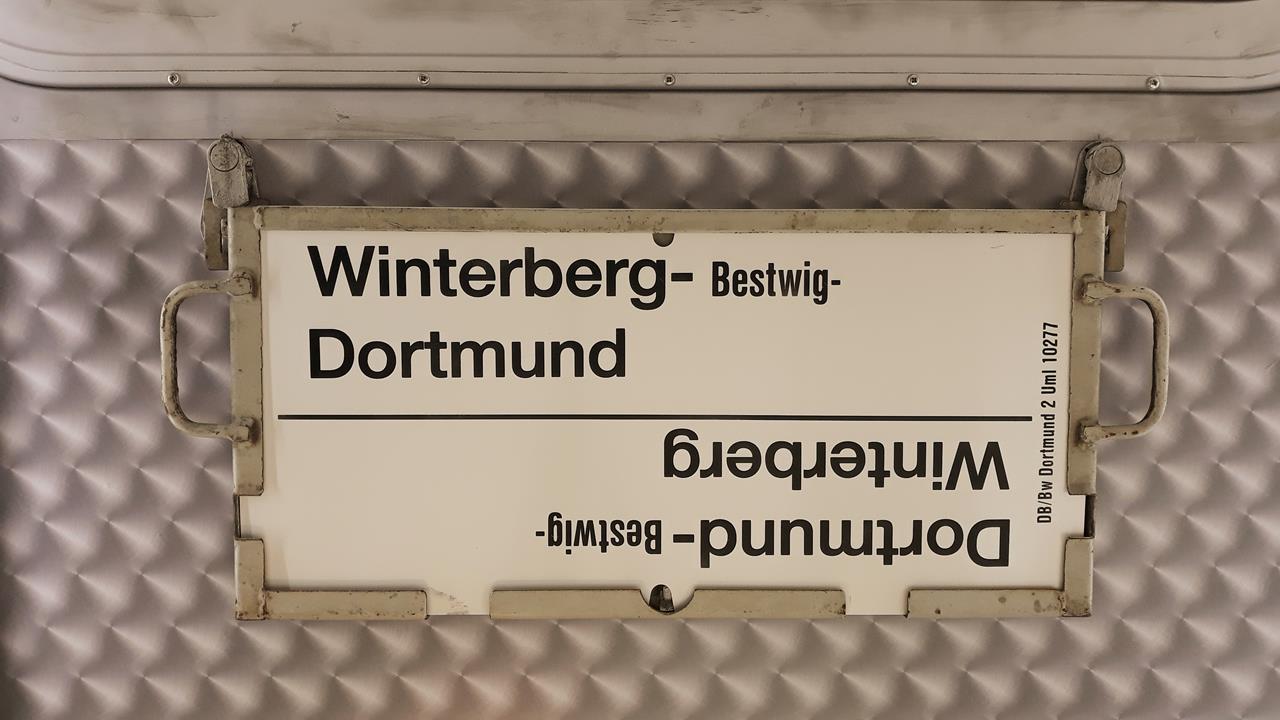 Winterberg- Bestwig-
Dortmund
Dortmund- Bestwig-
Winterberg
DB/Bw Dortmund 2 Uml 10277